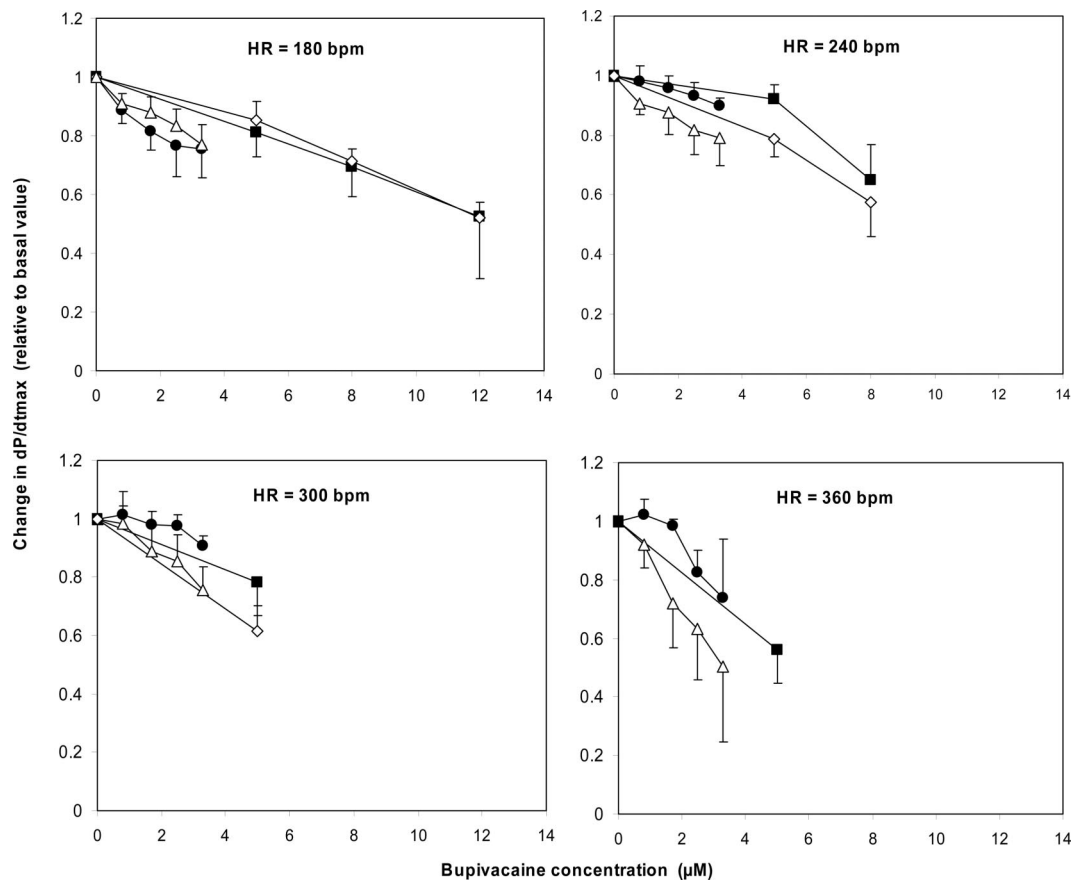 Change in dP/dtmax (relative to basal value)
HR = 180 bpm
1.2
1
0.8
0.6
0.4
0.2
0
0 2 4 6 8 10 12 14
HR = 240 bpm
1.2
1
0.8
0.6
0.4
0.2
0
0 2 4 6 8 10 12 14
HR = 300 bpm
1.2
1
0.8
0.6
0.4
0.2
0
0 2 4 6 8 10 12 14
HR = 360 bpm
1.2
1
0.8
0.6
0.4
0.2
0
0 2 4 6 8 10 12 14
Bupivacaine concentration (µM)